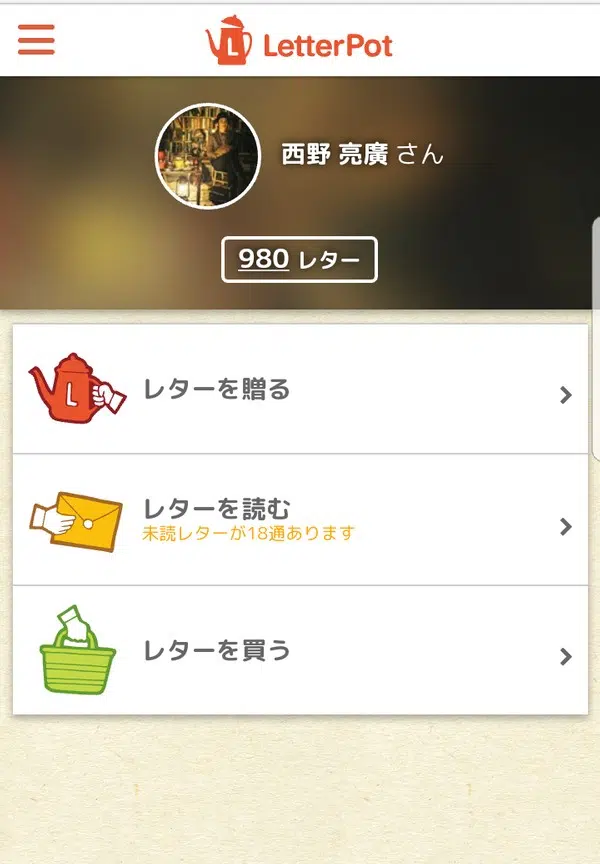 LetterPot
西野 亮廣 さん
980 レター
L
レターを贈る
レターを読む
未読レターが18通あります
レターを買う